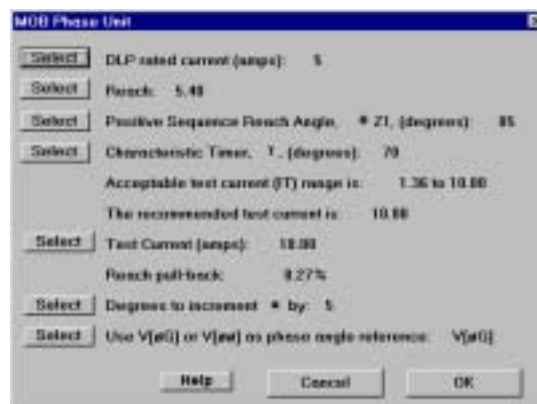 MOB Phase Unit
Select DLP rated current (amps): 5
Select Reach: 5.40
Select Positive Sequence Reach Angle, * Z1, (degrees): 85
Select Characteristic Timer, T, (degrees): 70
Acceptable test current (IT) range is: 1.36 to 10.00
The recommended test current is: 10.00
Select Test Current (amps): 10.00
Reach pull-back: 0.27%
Select Degrees to increment * by: 5
Select Use V[øG] or V[øø] as phase angle reference: V[øG]
Help Cancel OK